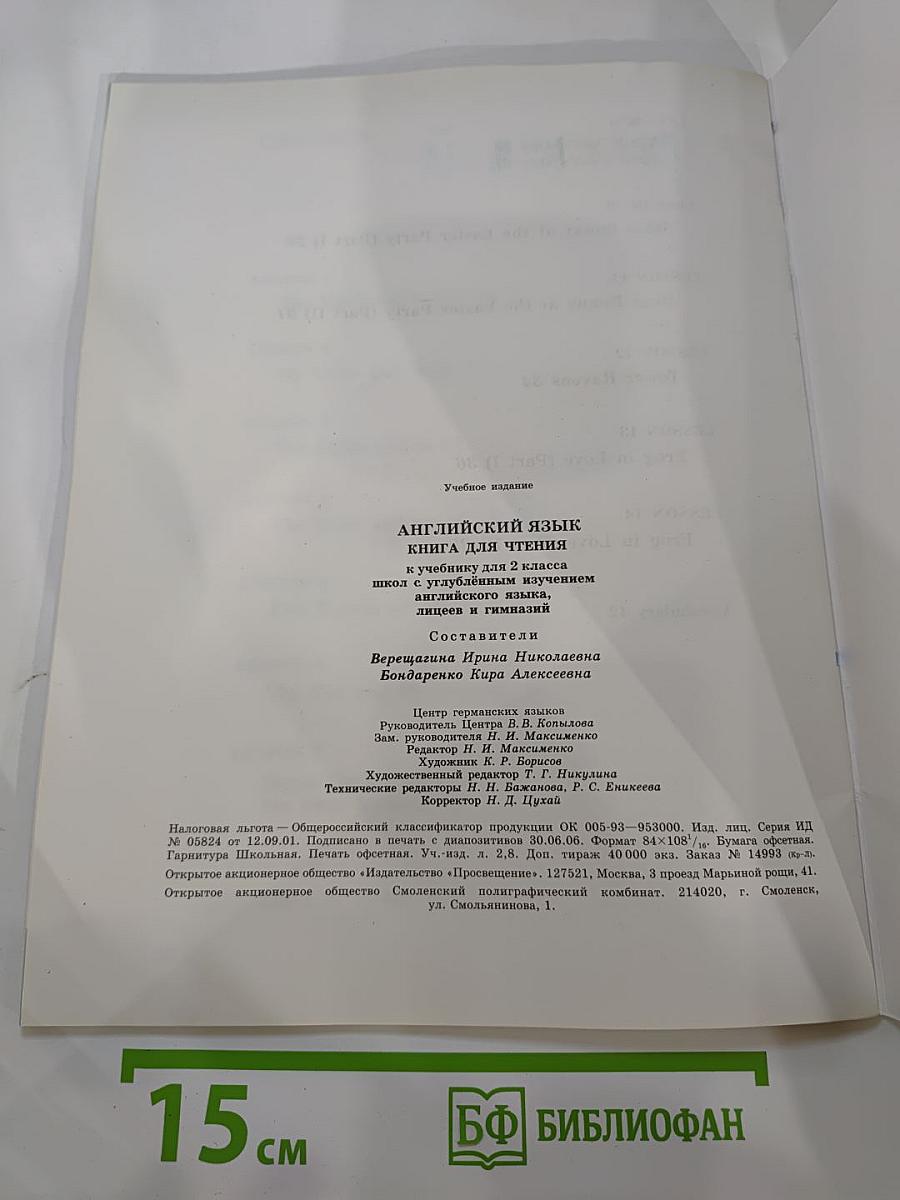 Учебное издание
АНГЛИЙСКИЙ ЯЗЫК
КНИГА ДЛЯ ЧТЕНИЯ
к учебнику для 2 класса
школ с углублённым изучением
английского языка,
лицеев и гимназий
Составители
Верещагина Ирина Николаевна
Бондаренко Кира Алексеевна
Центр германских языков
Руководитель Центра В. В. Копылова
Зам. руководителя Н. И. Максименко
Редактор Н. И. Максименко
Художник К. Р. Борисов
Художественный редактор Т. Г. Никулина
Технические редакторы Н. Н. Бажанова, Р. С. Еникеева
Корректор Н. Д. Цухай
Налоговая льгота — Общероссийский классификатор продукции ОК 005-93—953000. Изд. лиц. Серия ИД
№ 05824 от 12.09.01. Подписано в печать с диапозитивов 30.06.06. Формат 84×108¹/₁₆. Бумага офсетная.
Гарнитура Школьная. Печать офсетная. Уч.-изд. л. 2,8. Доп. тираж 40 000 экз. Заказ № 14993 (кр-л).
Открытое акционерное общество «Издательство «Просвещение». 127521, Москва, 3 проезд Марьиной рощи, 41.
Открытое акционерное общество Смоленский полиграфический комбинат. 214020, г. Смоленск,
ул. Смольянинова, 1.
15 см
БФ БИБЛИОФАН